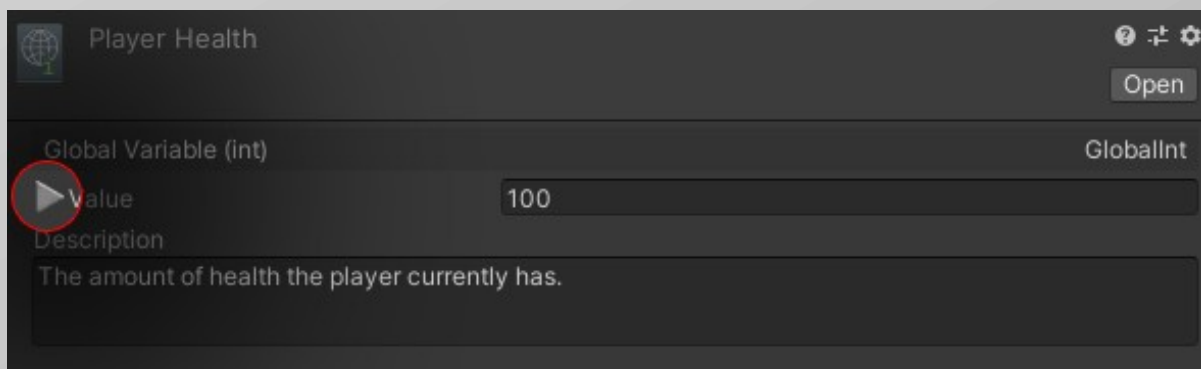 Player Health
Open
Global Variable (int) GlobalInt
Value 100
Description
The amount of health the player currently has.